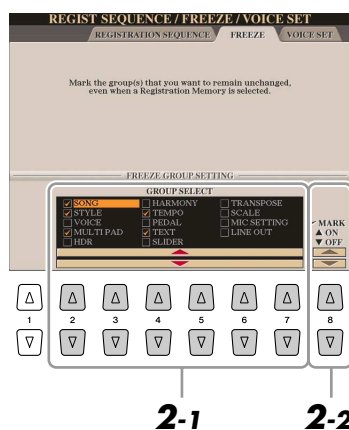 REGIST SEQUENCE / FREEZE / VOICE SET
REGISTRATION SEQUENCE FREEZE VOICE SET
Mark the group(s) that you want to remain unchanged,
even when a Registration Memory is selected.
FREEZE GROUP SETTING
GROUP SELECT
SONG HARMONY TRANSPOSE
STYLE TEMPO SCALE
VOICE PEDAL MIC SETTING
MULTI PAD TEXT LINE OUT
HDR SLIDER
MARK
▲ ON
▼ OFF
1 2 3 4 5 6 7 8
2-1 2-2